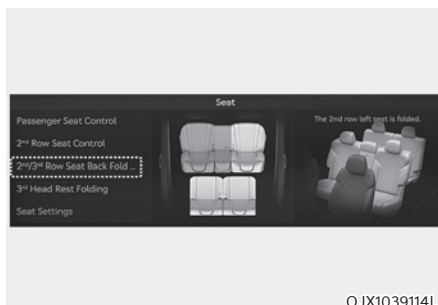 Seat
Passenger Seat Control
2nd Row Seat Control
2nd/3rd Row Seat Back Fold ...
3rd Head Rest Folding
Seat Settings
The 2nd row left seat is folded.
OJX1039114L